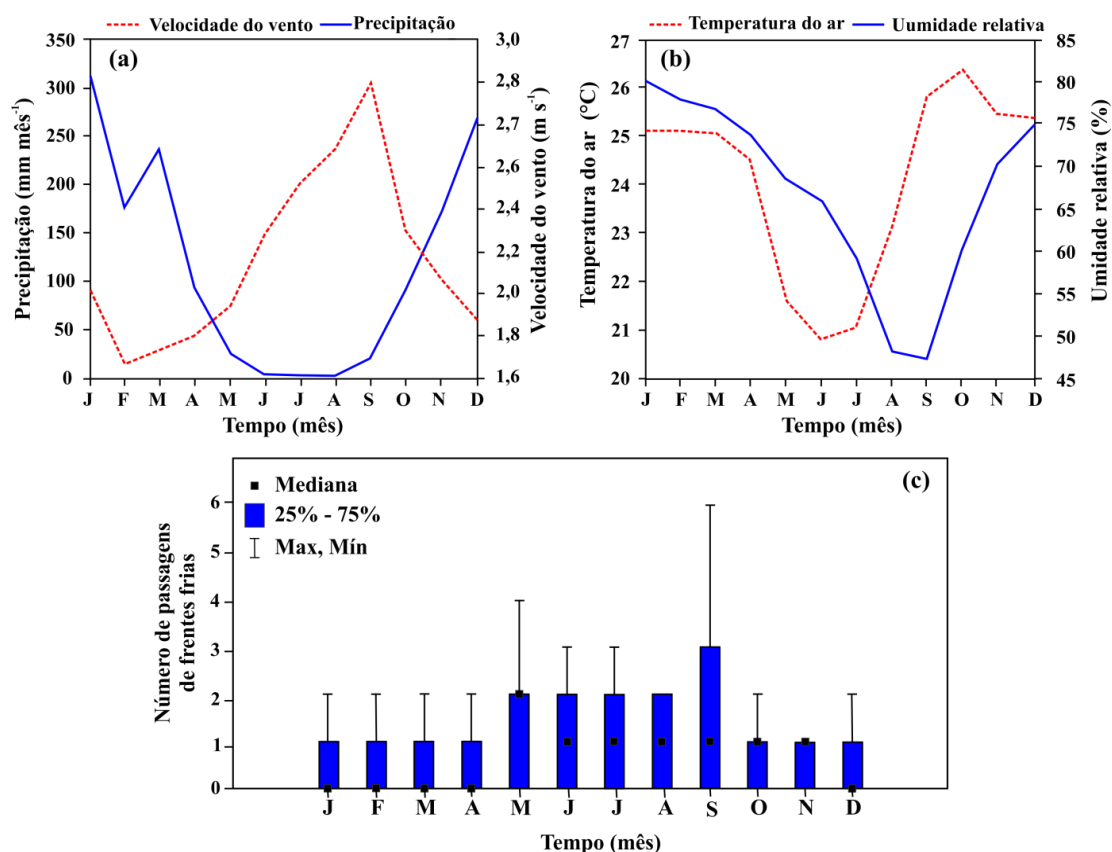 Velocidade do vento Precipitação
(a)
Precipitação (mm mês⁻¹)
350
300
250
200
150
100
50
0
3,0
2,8
2,7
2,6
2,4
2,2
2,0
1,8
1,6
Velocidade do vento (m s⁻¹)
J F M A M J J A S O N D
Tempo (mês)
Temperatura do ar Uumidade relativa
(b)
Temperatura do ar (°C)
27
26
25
24
23
22
21
20
85
80
75
70
65
60
55
50
45
Umidade relativa (%)
J F M A M J J A S O N D
Tempo (mês)
(c)
Mediana
25% - 75%
Max, Mín
Número de passagens
de frentes frias
6
5
4
3
2
1
0
J F M A M J J A S O N D
Tempo (mês)